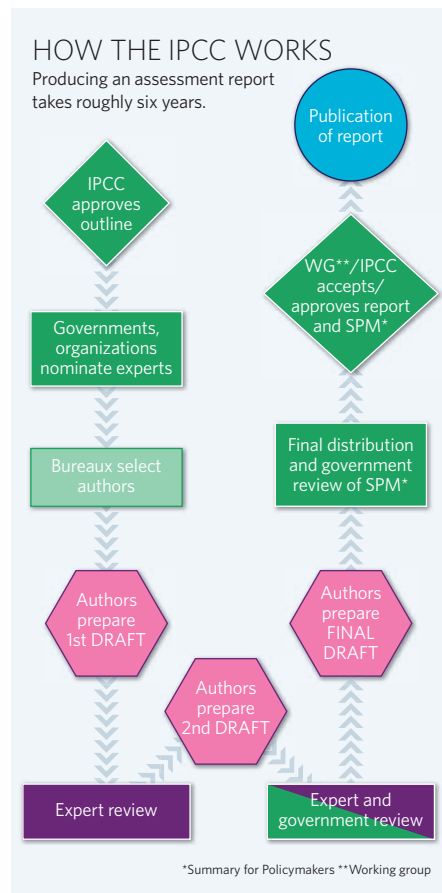 HOW THE IPCC WORKS
Producing an assessment report
takes roughly six years.
IPCC
approves
outline
Governments,
organizations
nominate experts
Bureaux select
authors
Authors
prepare
1st DRAFT
Expert review
Authors
prepare
2nd DRAFT
Expert and
government review
Authors
prepare
FINAL
DRAFT
Final distribution
and government
review of SPM*
WG**/IPCC
accepts/
approves report
and SPM*
Publication
of report
*Summary for Policymakers **Working group